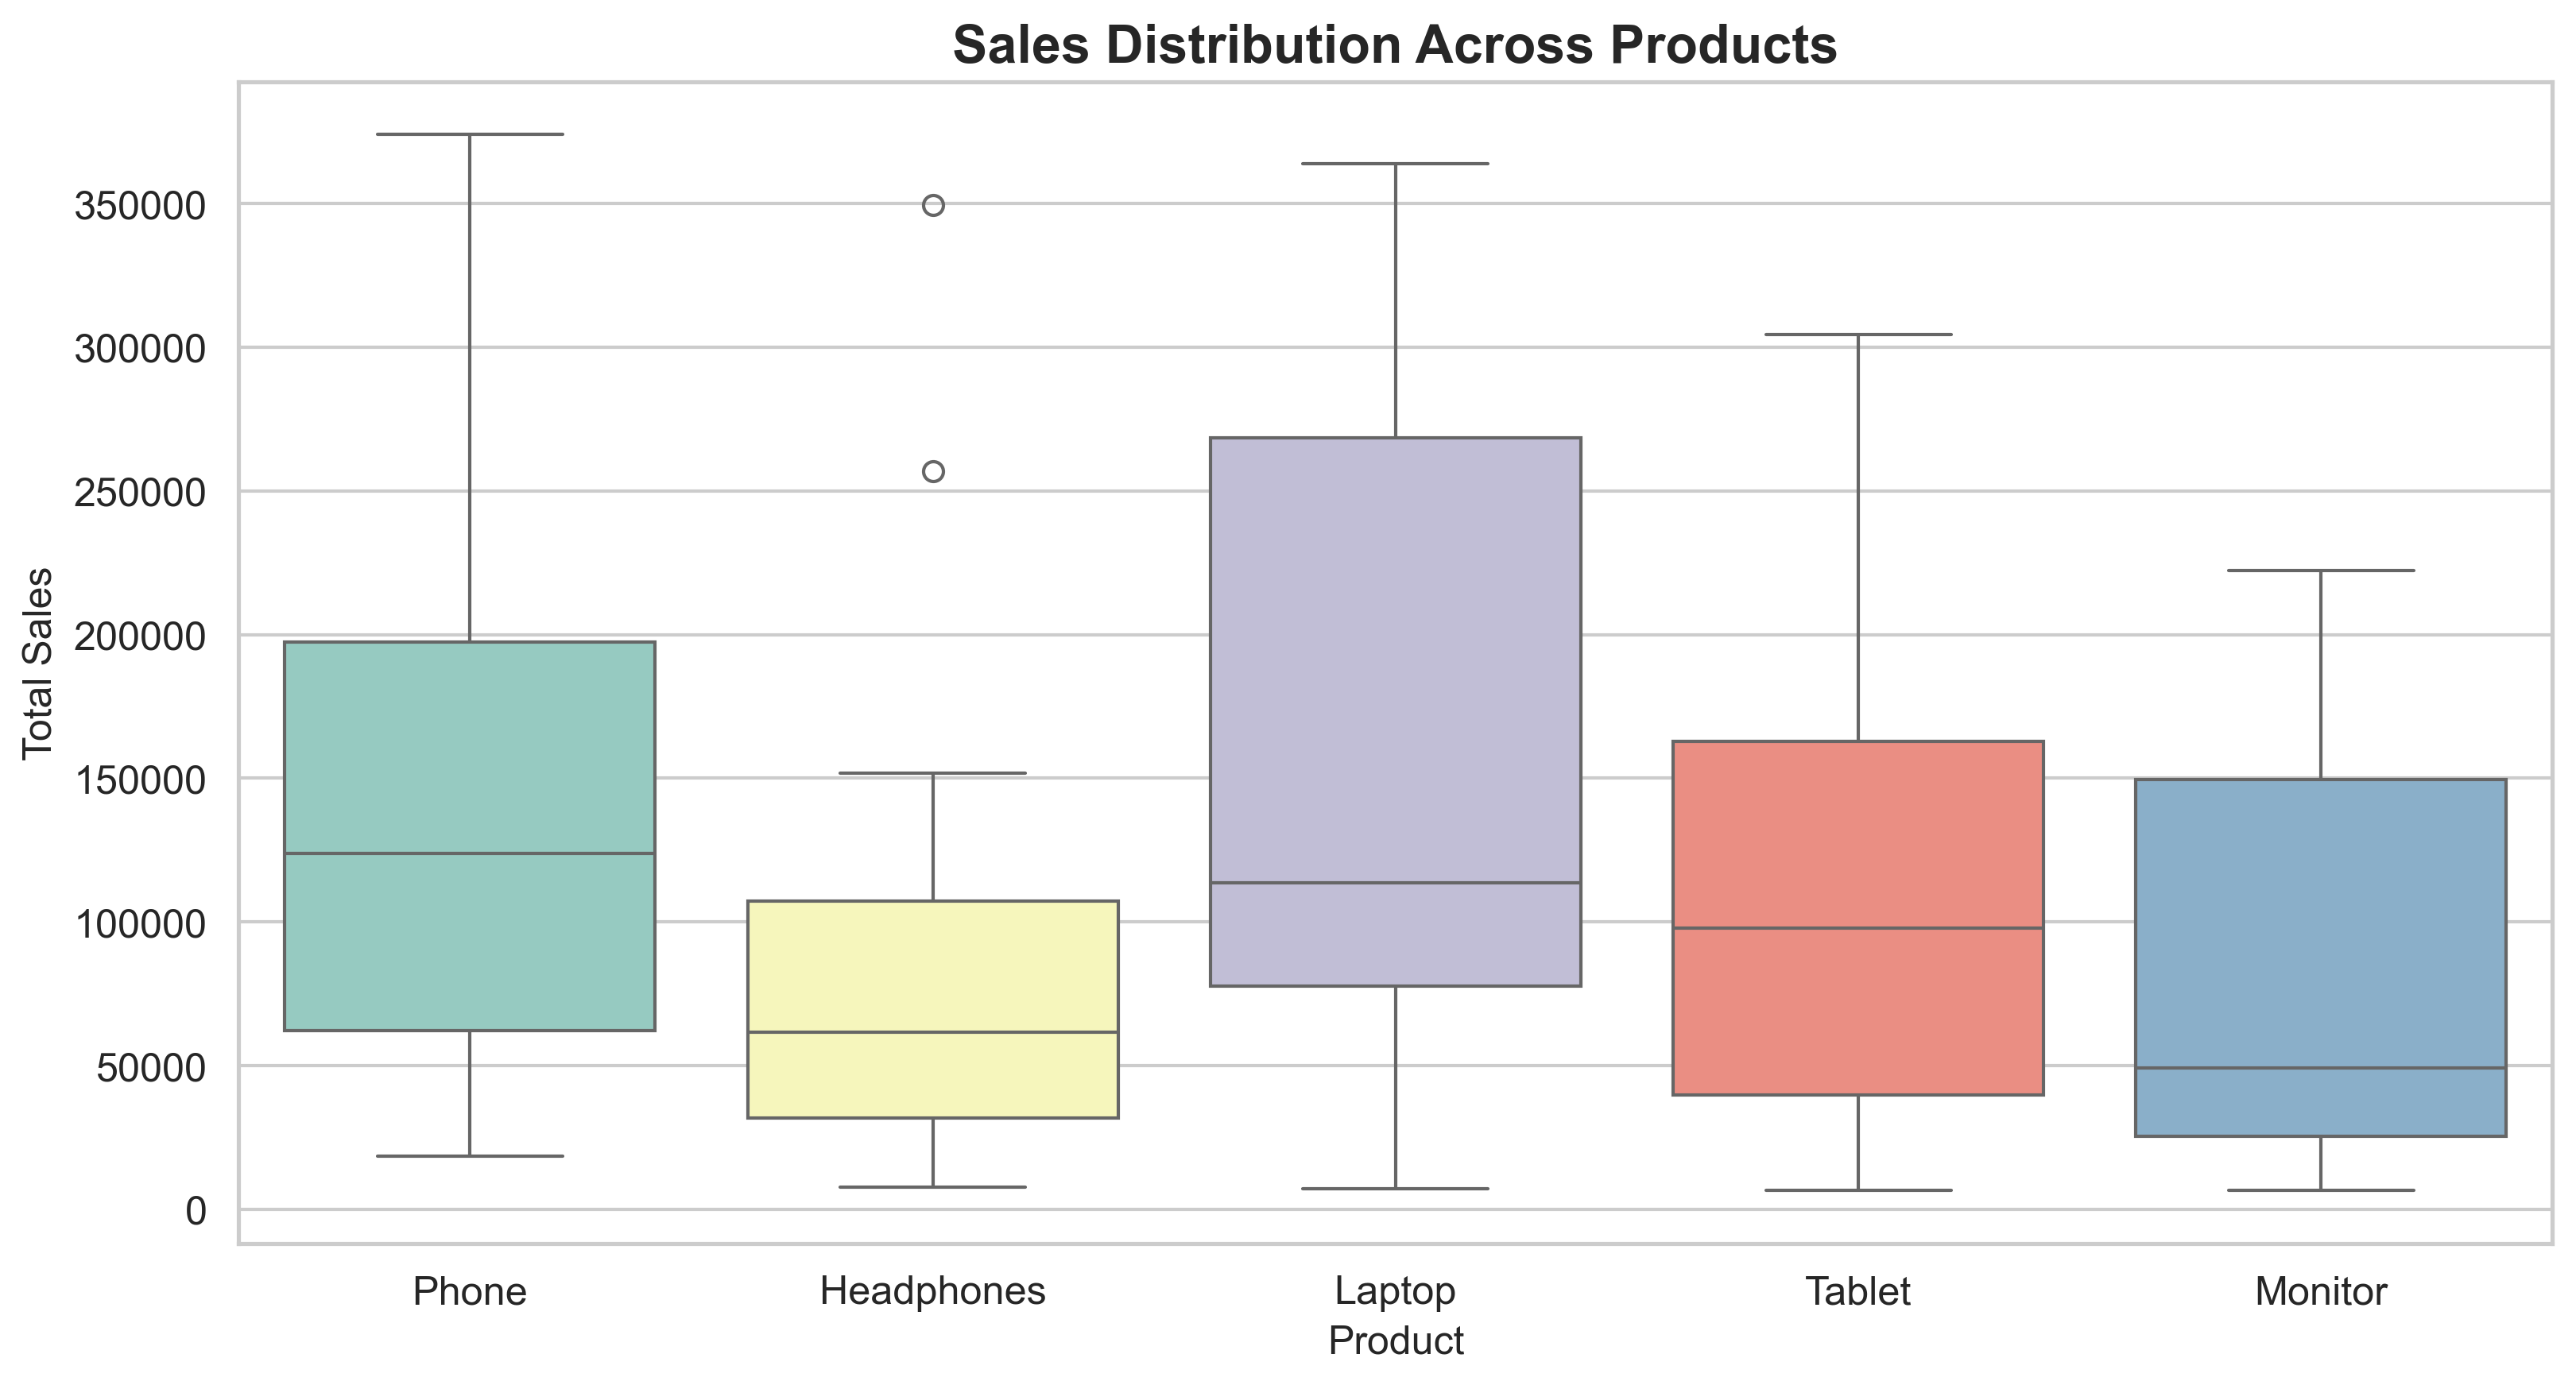 Sales Distribution Across Products
Total Sales
350000
300000
250000
200000
150000
100000
50000
0
Phone Headphones Laptop Tablet Monitor
Product